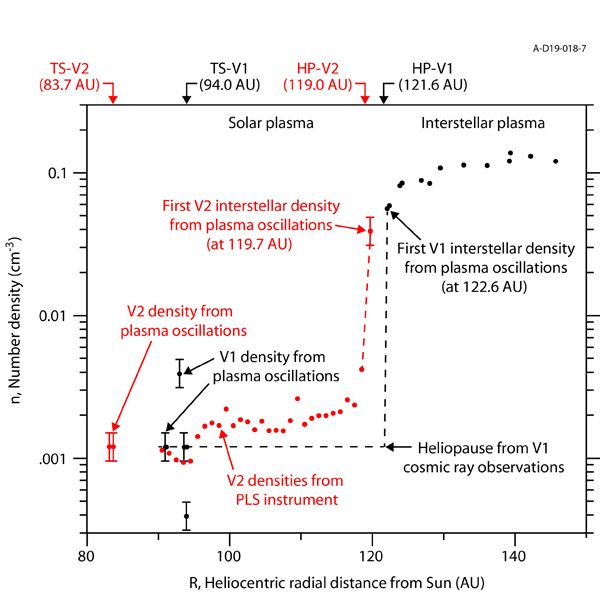 A-D19-018-7
TS-V2
(83.7 AU)
TS-V1
(94.0 AU)
HP-V2
(119.0 AU)
HP-V1
(121.6 AU)
Solar plasma
Interstellar plasma
0.1
First V2 interstellar density
from plasma oscillations
(at 119.7 AU)
First V1 interstellar density
from plasma oscillations
(at 122.6 AU)
n, Number density (cm-3)
0.01
V2 density from
plasma oscillations
V1 density from
plasma oscillations
.001
Heliopause from V1
cosmic ray observations
V2 densities from
PLS instrument
80
100
120
140
R, Heliocentric radial distance from Sun (AU)